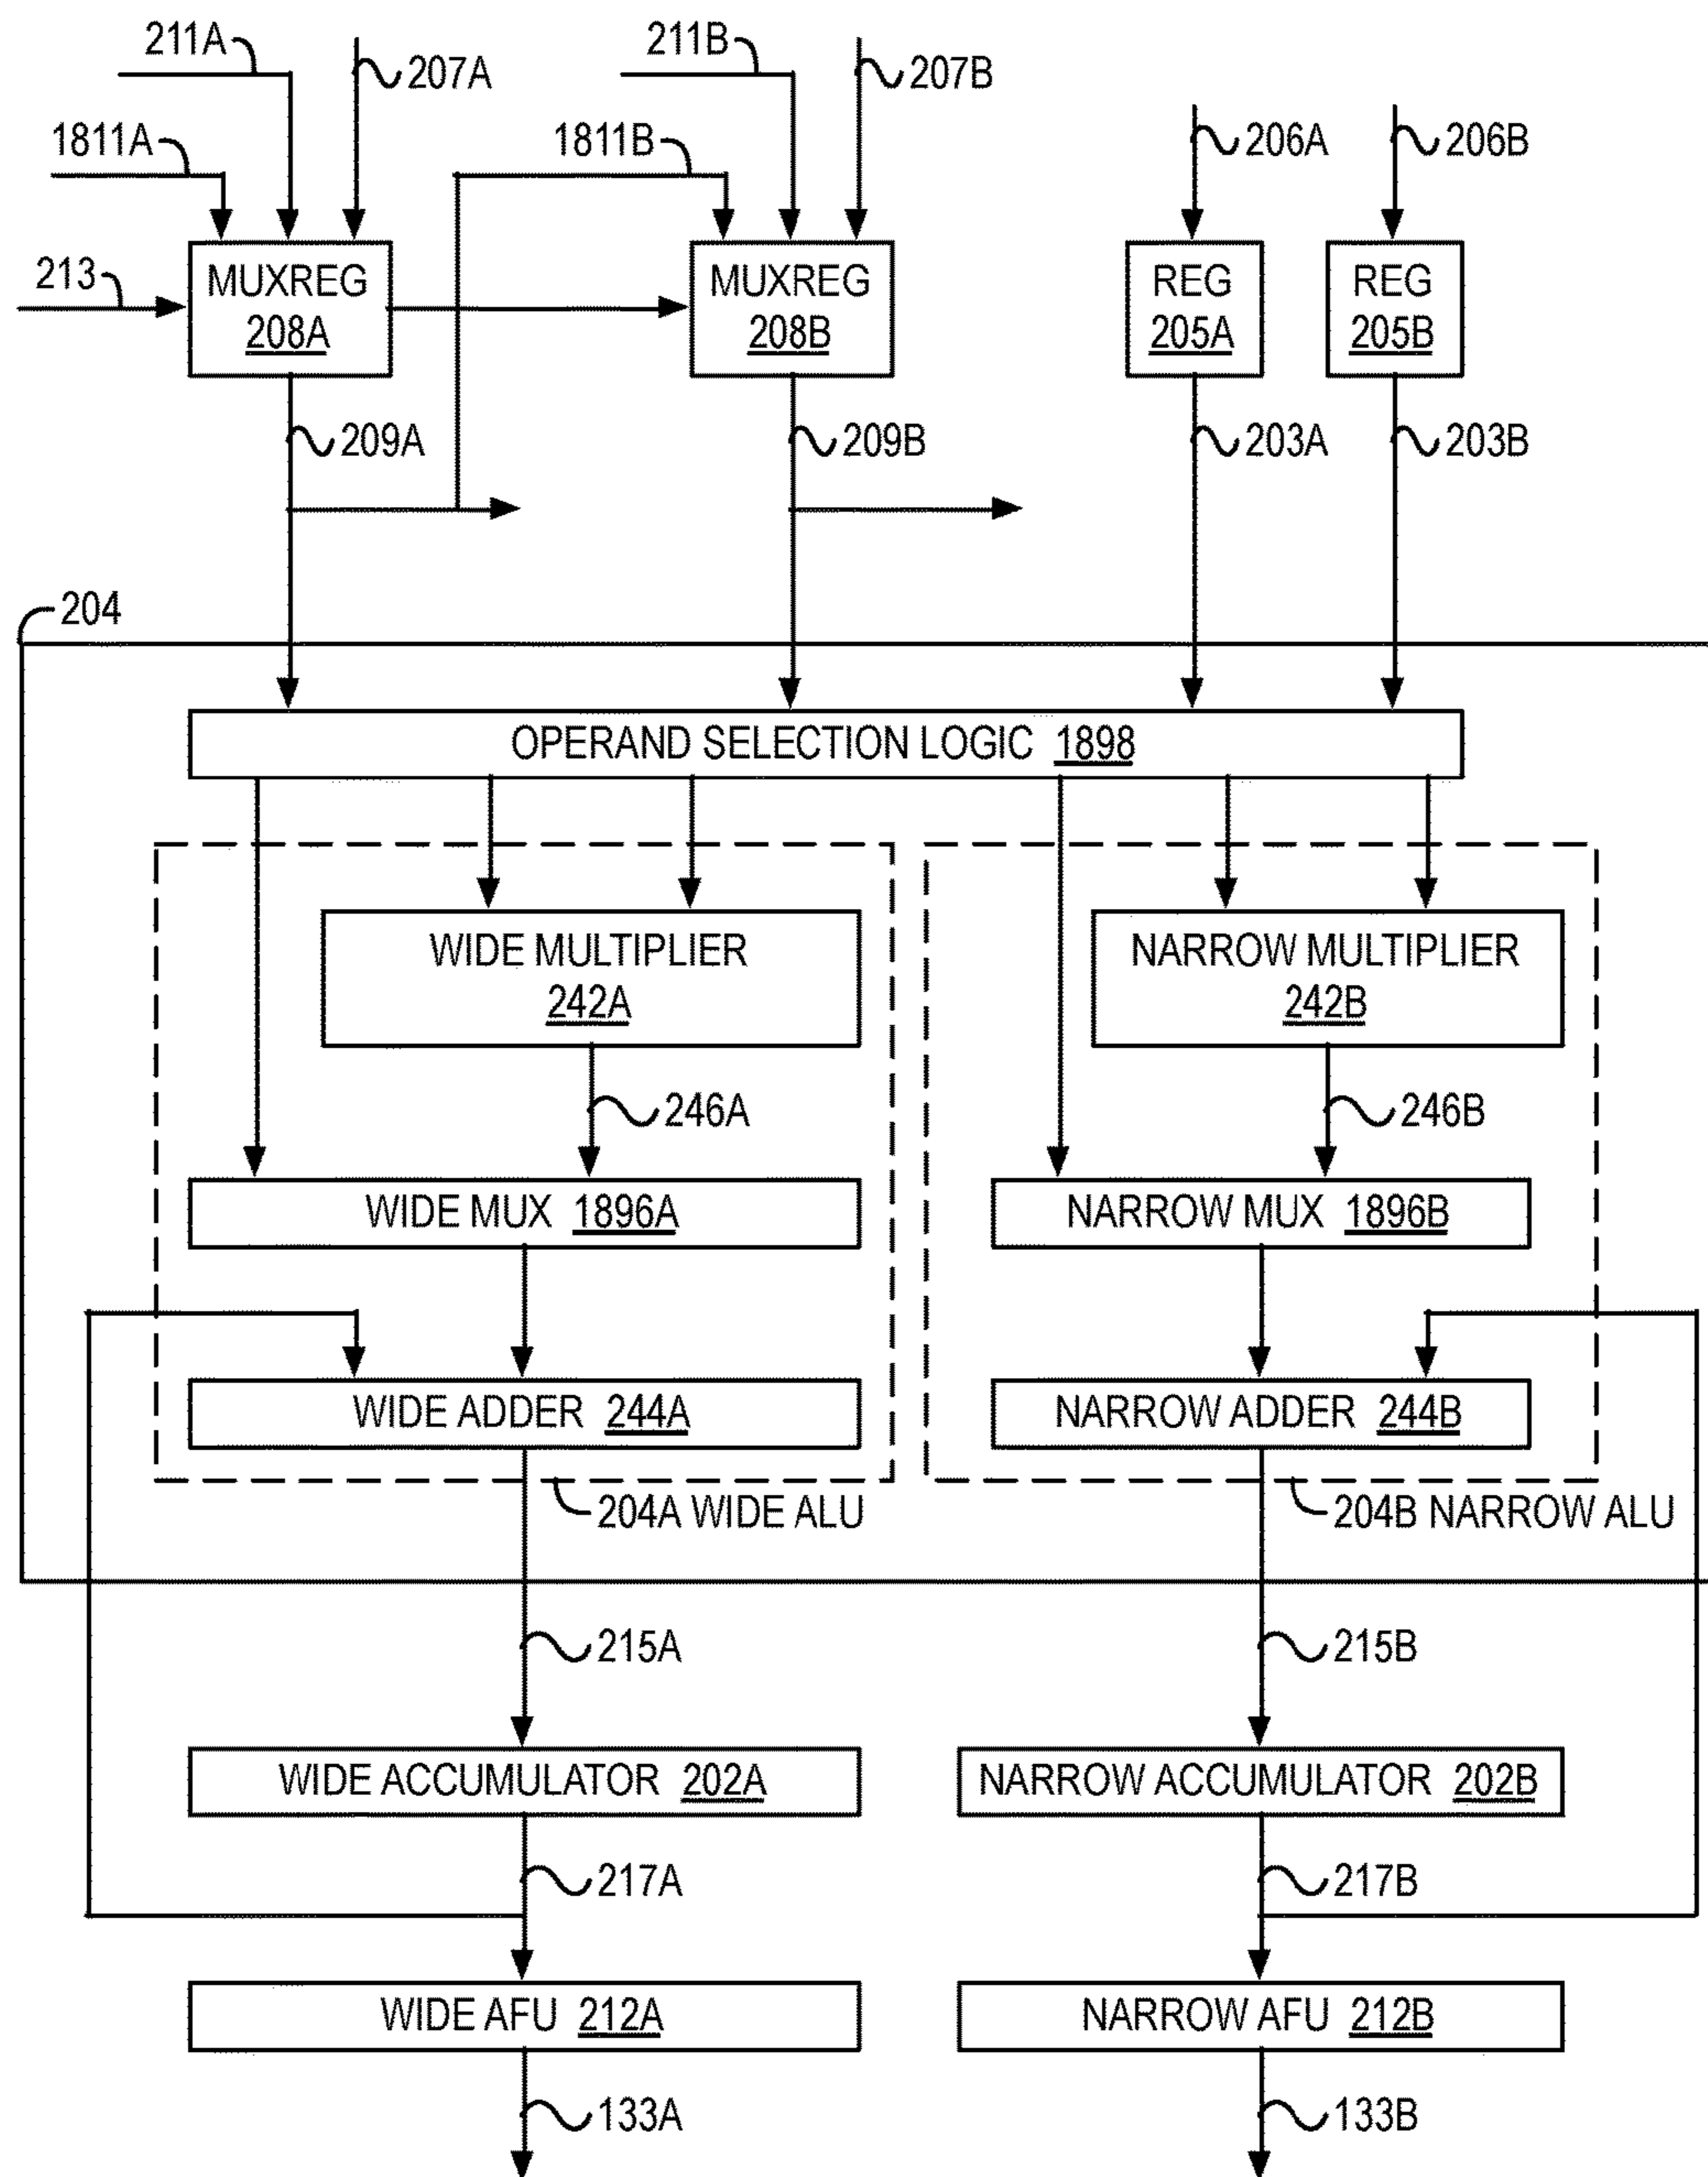 211A
207A
211B
207B
1811A
1811B
206A
206B
213
MUXREG
208A
MUXREG
208B
REG
205A
REG
205B
209A
209B
203A
203B
204
OPERAND SELECTION LOGIC 1898
WIDE MULTIPLIER
242A
NARROW MULTIPLIER
242B
246A
246B
WIDE MUX 1896A
NARROW MUX 1896B
WIDE ADDER 244A
NARROW ADDER 244B
204A WIDE ALU
204B NARROW ALU
215A
215B
WIDE ACCUMULATOR 202A
NARROW ACCUMULATOR 202B
217A
217B
WIDE AFU 212A
NARROW AFU 212B
133A
133B